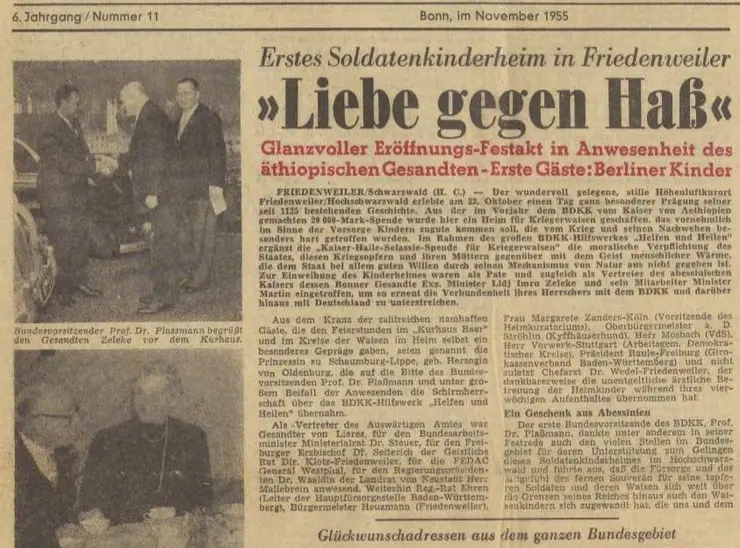 6. Jahrgang / Nummer 11
Bonn, im November 1955
Erstes Soldatenkinderheim in Friedenweiler
»Liebe gegen Haß«
Glanzvoller Eröffnungs-Festakt in Anwesenheit des
äthiopischen Gesandten - Erste Gäste: Berliner Kinder
FRIEDENWEILER/Schwarzwald (H. C.) — Der wundervoll gelegene, stille Höhenluftkurort
Friedenweiler/Hochschwarzwald erlebte am 22. Oktober einen Tag ganz besonderer Prägung seiner
seit 1125 bestehenden Geschichte. Aus der im Vorjahr dem BDKK vom Kaiser von Aethiopien
gemachten 20 000-Mark-Spende wurde hier ein Heim für Kriegerwaisen geschaffen, das vornehmlich
im Sinne der Vorsorge Kindern zugute kommen soll, die vom Krieg und seinen Nachwehen be-
sonders hart getroffen wurden. Im Rahmen des großen BDKK-Hilfswerkes „Helfen und Heilen"
ergänzt die „Kaiser-Haile-Selassie-Spende für Kriegerwaisen" die moralische Verpflichtung des
Staates, diesen Kriegsopfern und ihren Müttern gegenüber mit dem Geist menschlicher Wärme,
die dem Staat bei allem guten Willen durch seinen Mechanismus von Natur aus nicht gegeben ist.
Zur Einweihung des Kinderheimes waren als Pate und zugleich als Vertreter des abessinischen
Kaisers dessen Bonner Gesandte Exz. Minister Lidj Imru Zeleke und sein Mitarbeiter Minister
Martin eingetroffen, um so erneut die Verbundenheit ihres Herrschers mit dem BDKK und darüber
hinaus mit Deutschland zu unterstreichen.
Bundesvorsitzender Prof. Dr. Plaßmann begrüßt
den Gesandten Zeleke vor dem Kurhaus.
Aus dem Kranz der zahlreichen namhaften
Gäste, die den Feierstunden im „Kurhaus Baer"
und im Kreise der Waisen im Heim selbst ein
besonderes Gepräge gaben, seien genannt die
Prinzessin zu Schaumburg-Lippe, geb. Herzogin
von Oldenburg, die auf die Bitte des Bundes-
vorsitzenden Prof. Dr. Plaßmann und unter gro-
ßem Beifall der Anwesenden die Schirmherr-
schaft über das BDKK-Hilfswerk „Helfen und
Heilen" übernahm.
Als Vertreter des Auswärtigen Amts war
Gesandter von Lieres, für den Bundesarbeits-
minister Ministerialrat Dr. Steuer, für den Frei-
burger Erzbischof Dr. Seiterich der Geistliche
Rat Dir. Klotz-Friedenweiler, für die FEDAC
General Westphal, für den Regierungspräsiden-
ten Dr. Waeldin der Landrat von Neustadt Herr
Mallebrein anwesend. Weiterhin Reg.-Rat Ehren
(Leiter der Hauptfürsorgestelle Baden-Württem-
berg), Bürgermeister Heuzmann (Friedenweiler),
Frau Margarete Zanders-Köln (Vorsitzende des
Heimkuratoriums), Oberbürgermeister a. D.
Ströhlin (Kyffhäuserbund), Herr Mosbach (VdS),
Herr Vorwerk-Stuttgart (Arbeitsgem. Demokra-
tischer Kreise), Präsident Raule-Freiburg (Giro-
kassenverband Baden-Württemberg) und nicht
zuletzt Chefarzt Dr. Wedel-Friedenweiler, der
dankbarerweise die unentgeltliche ärztliche Be-
treuung der Heimkinder während ihres vier-
wöchigen Aufenthaltes übernommen hat.
Ein Geschenk aus Abessinien
Der erste Bundesvorsitzende des BDKK, Prof.
Dr. Plaßmann, dankte unter anderem in seiner
Festrede auch den vielen Stellen im Bundes-
gebiet für deren Unterstützung zum Gelingen
dieses Soldatenkindesheimes im Hochschwarz-
wald und führte aus, daß die Fürsorge und das
Mitgefühl des fernen Souverän für seine tapfe-
ren Soldaten und deren Waisen sich weit über
die Grenzen seines Reiches hinaus auch den Wai-
senkindern sich zugewandt hat, die uns und dem
Glückwunschadressen aus dem ganzen Bundesgebiet